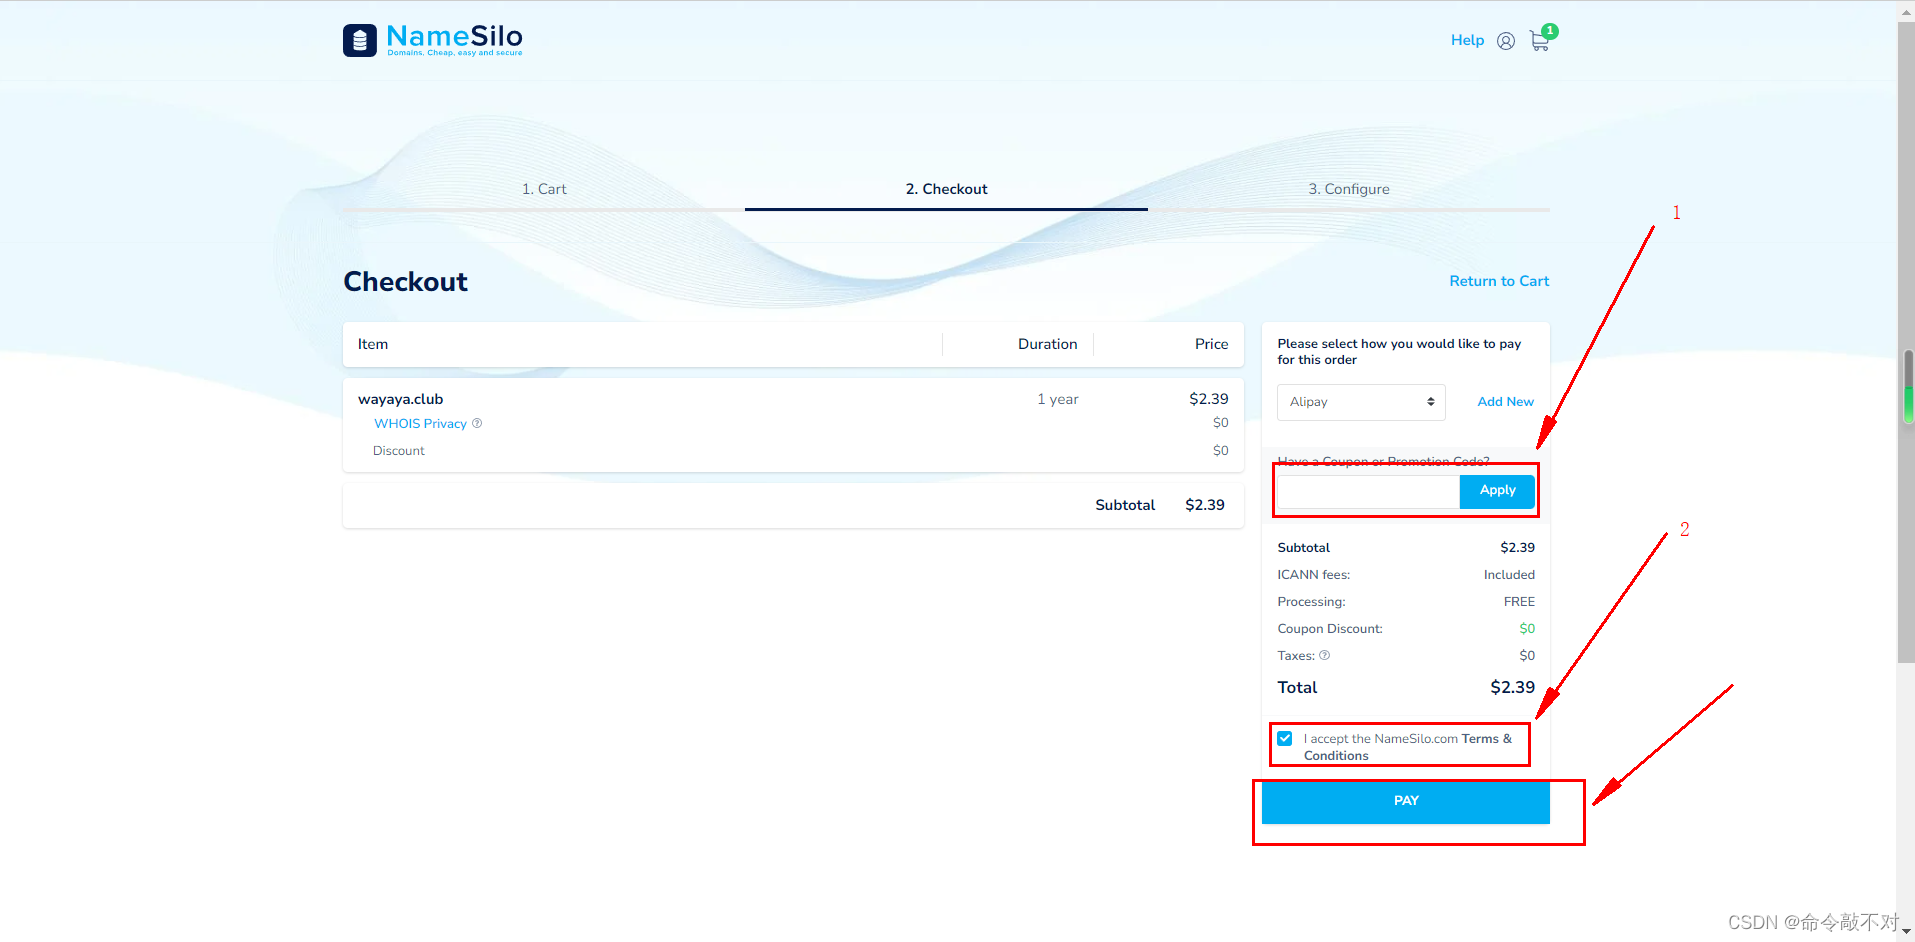 NameSilo
Domains. Cheap, easy and secure
Help
1
1. Cart
2. Checkout
3. Configure
1
Checkout
Return to Cart
Item Duration Price
wayaya.club 1 year $2.39
WHOIS Privacy ? $0
Discount $0
Subtotal $2.39
Please select how you would like to pay
for this order
Alipay
Add New
Have a Coupon or Promotion Code?
Apply
2
Subtotal $2.39
ICANN fees: Included
Processing: FREE
Coupon Discount: $0
Taxes: ? $0
Total $2.39
I accept the NameSilo.com Terms &
Conditions
PAY
CSDN @命令敲不对